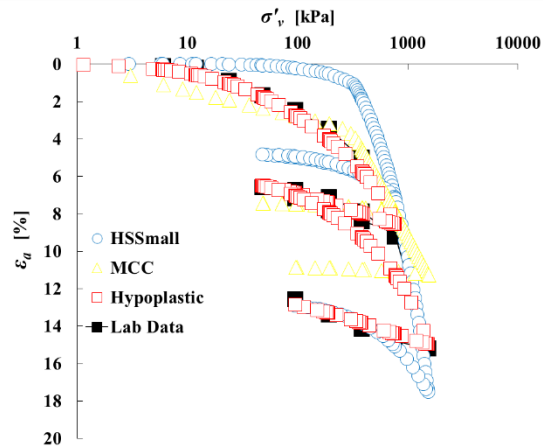 σ′ᵥ [kPa]
1 10 100 1000 10000
0
2
4
6
8
10
12
14
16
18
20
εₐ [%]
HSSmall
MCC
Hypoplastic
Lab Data